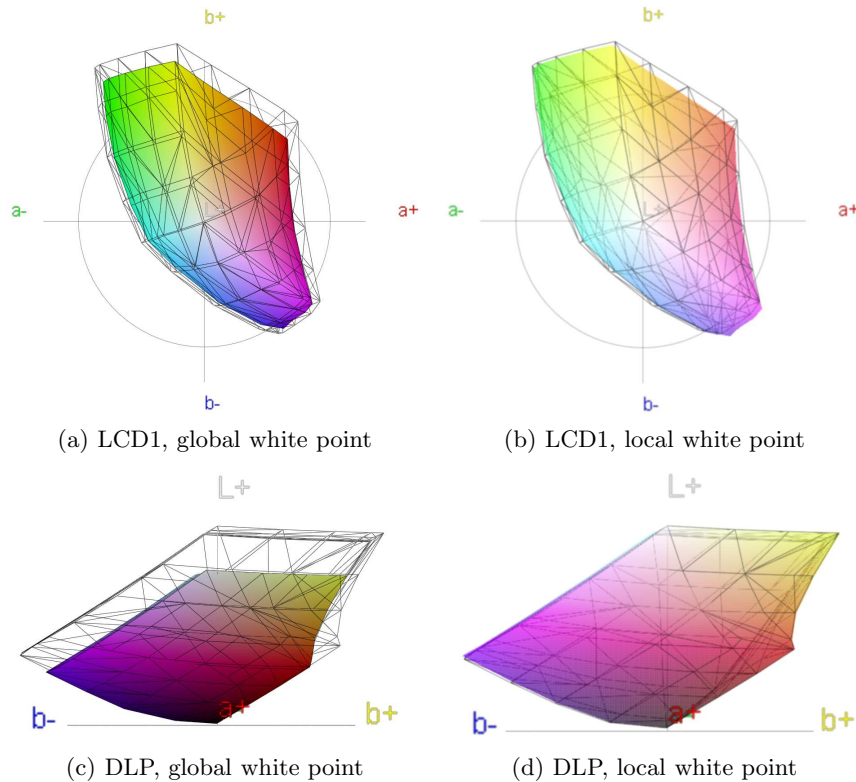 b+ b+
a- a+ a- L+ a+
b- b-
(a) LCD1, global white point (b) LCD1, local white point
L+ L+
b- a+ b+ b- a+ b+
(c) DLP, global white point (d) DLP, local white point